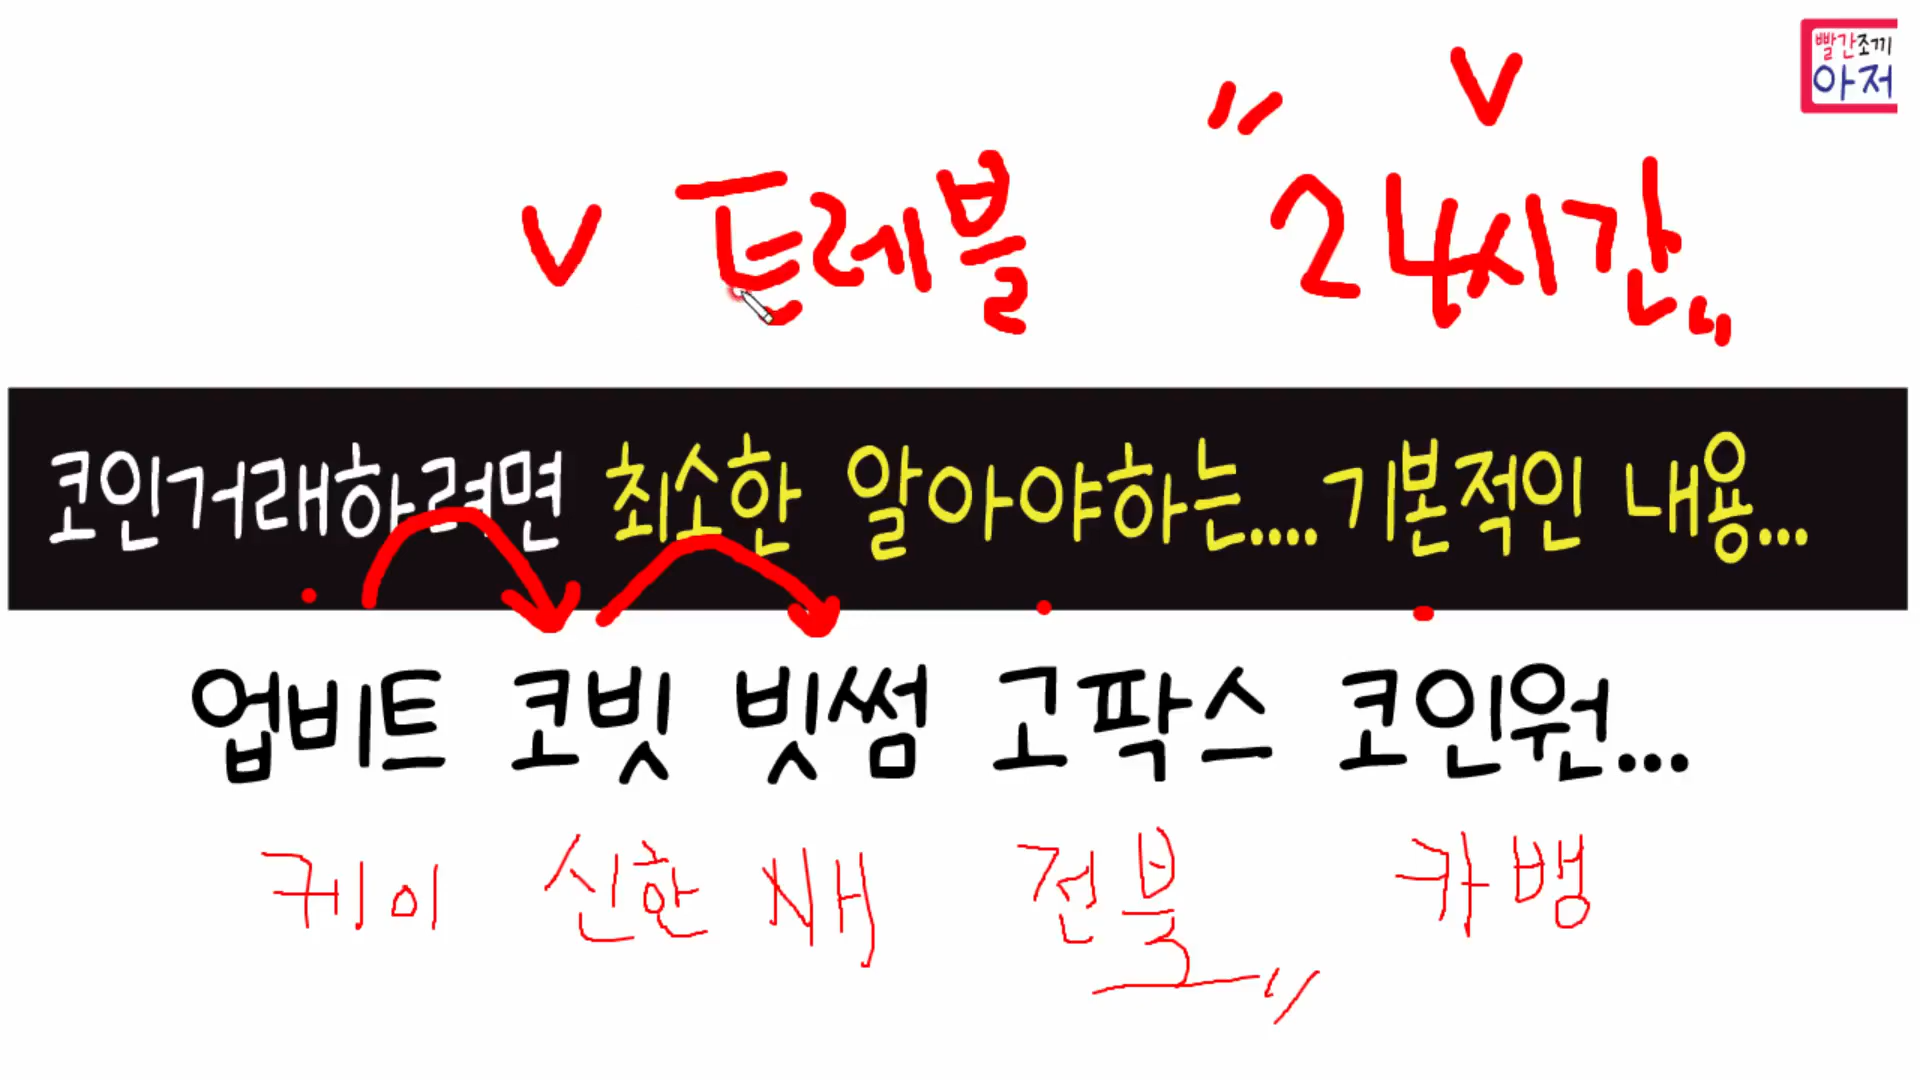 빨간조끼
아저
V
V 트레블 "24시간"
코인거래하려면 최소한 알아야하는....기본적인 내용...
업비트 코빗 빗썸 고팍스 코인원...
케이 신한 전북 카뱅